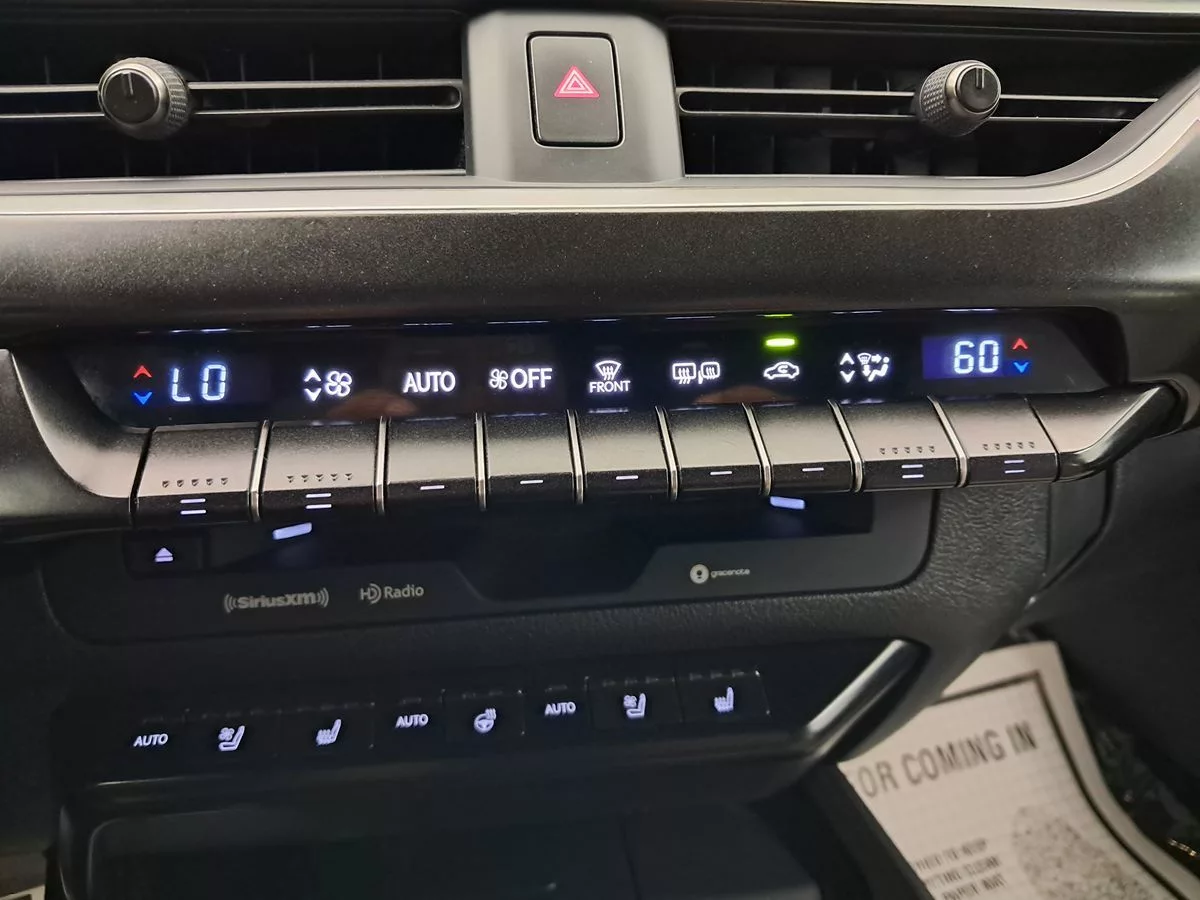 LO
AUTO
OFF
FRONT
60
SiriusXM
HD Radio
gracenote
AUTO
AUTO
AUTO
OR COMING IN